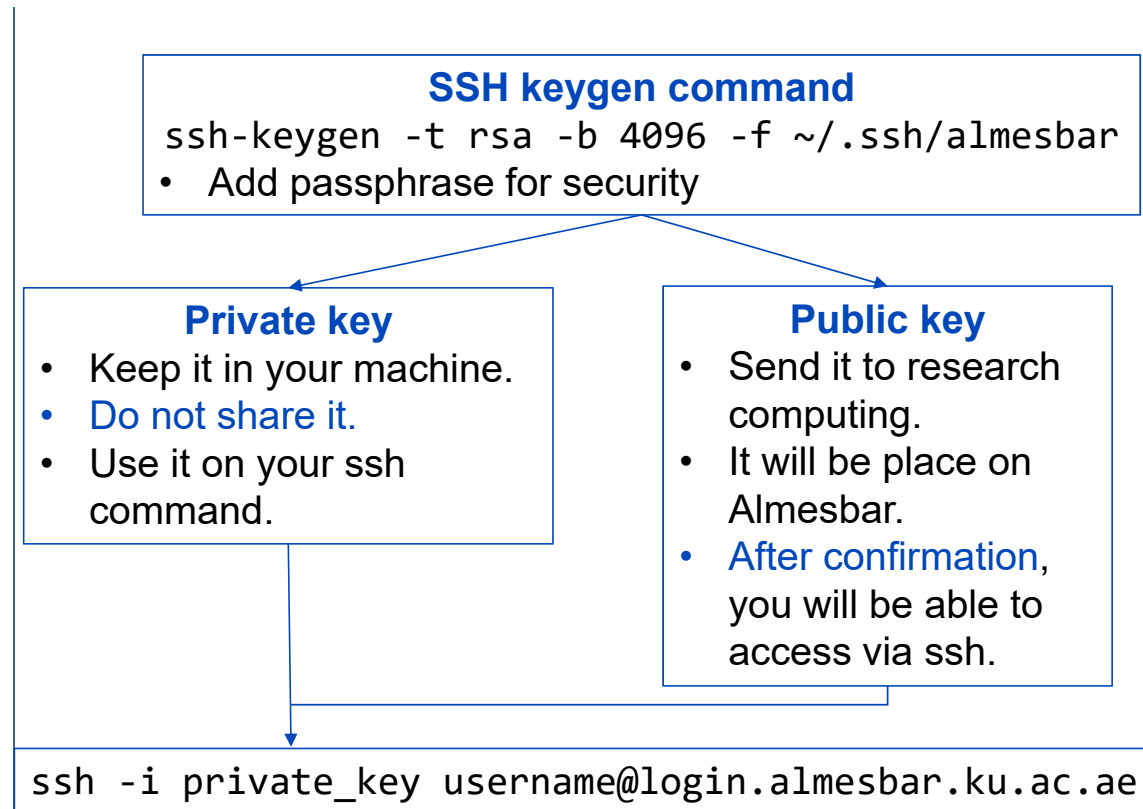 SSH keygen command
ssh-keygen -t rsa -b 4096 -f ~/.ssh/almesbar
• Add passphrase for security
Private key
• Keep it in your machine.
• Do not share it.
• Use it on your ssh
command.
Public key
• Send it to research
computing.
• It will be place on
Almesbar.
• After confirmation,
you will be able to
access via ssh.
ssh -i private_key username@login.almesbar.ku.ac.ae